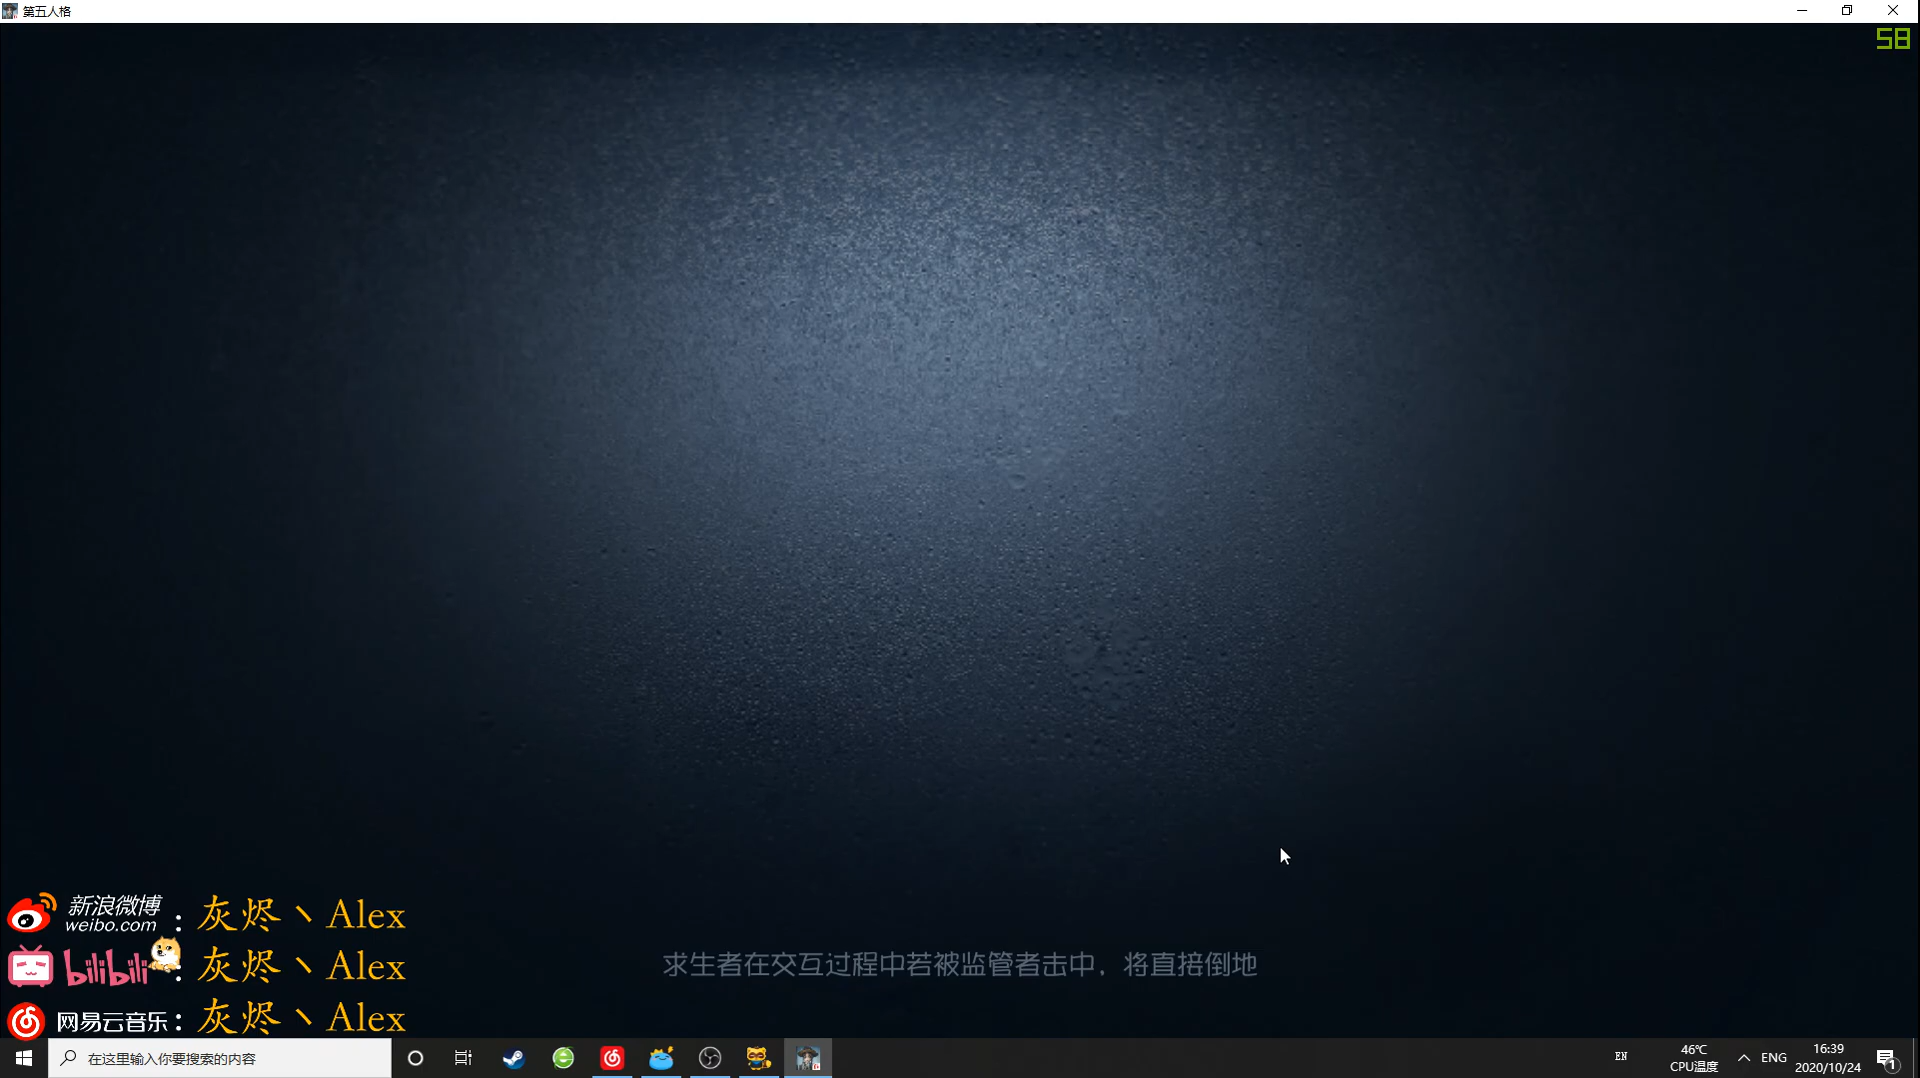 第五人格
58
新浪微博
weibo.com
：灰烬丶Alex
bilibili：灰烬丶Alex
网易云音乐：灰烬丶Alex
求生者在交互过程中若被监管者击中，将直接倒地
在这里输入你要搜索的内容
EN
46℃
CPU温度
ENG
16:39
2020/10/24
1